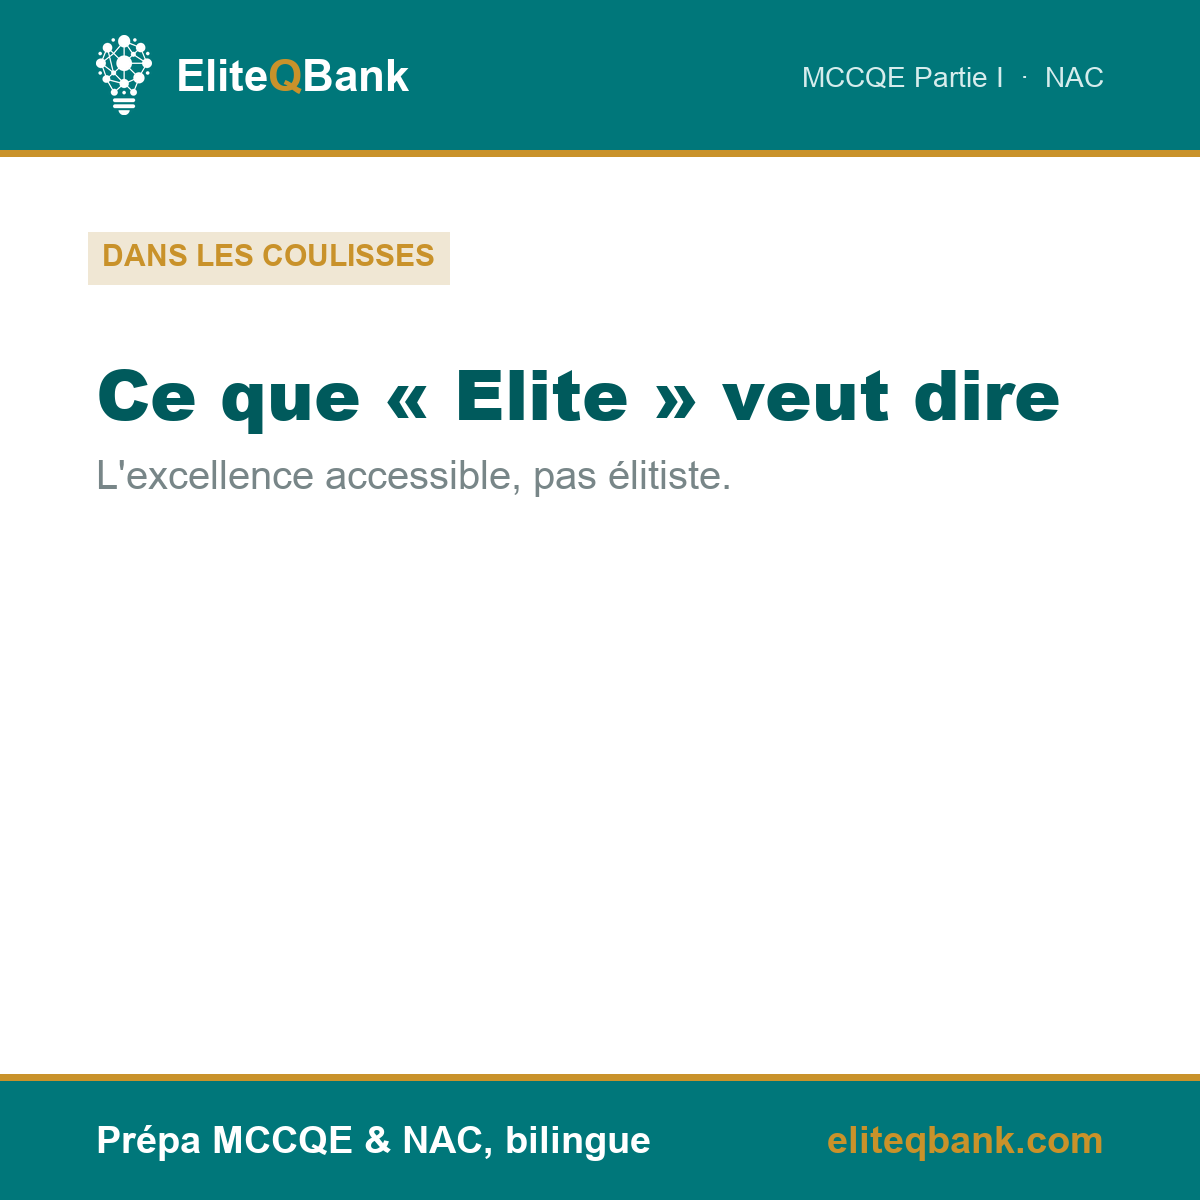 EliteQBank
MCCQE Partie I · NAC
DANS LES COULISSES
Ce que « Elite » veut dire
L'excellence accessible, pas élitiste.
Prépa MCCQE & NAC, bilingue
eliteqbank.com